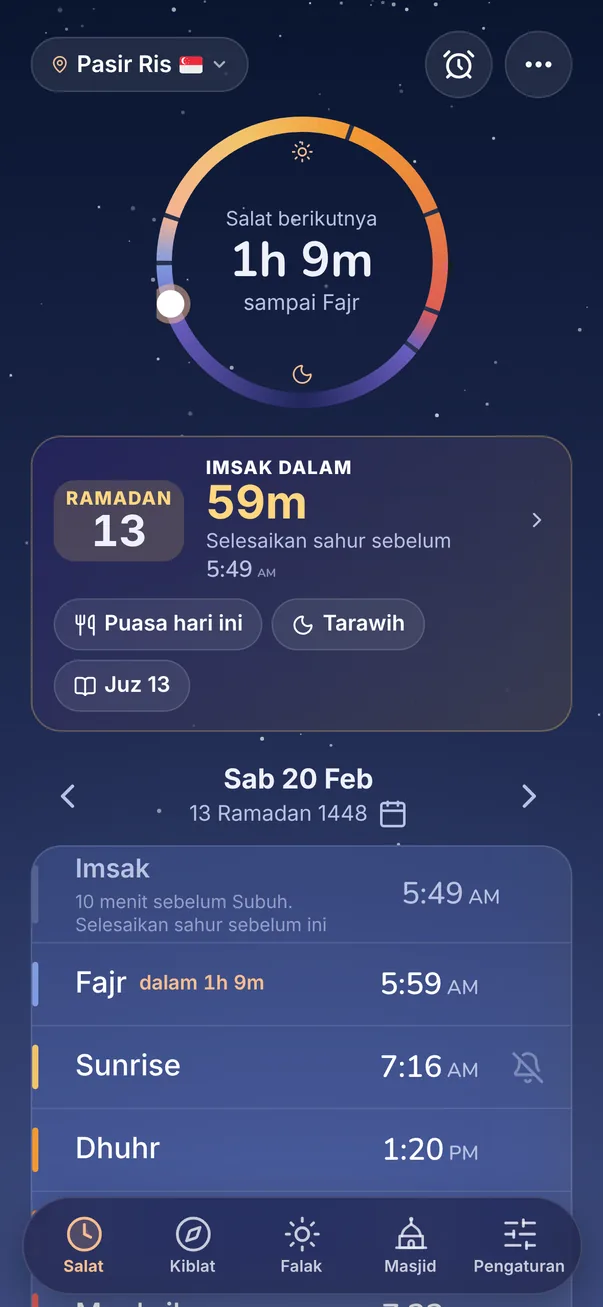 Pasir Ris 🇸🇬
Salat berikutnya
1h 9m
sampai Fajr
RAMADAN
13
IMSAK DALAM
59m
Selesaikan sahur sebelum
5:49 AM
Puasa hari ini
Tarawih
Juz 13
Sab 20 Feb
13 Ramadan 1448
Imsak
10 menit sebelum Subuh.
Selesaikan sahur sebelum ini
5:49 AM
Fajr dalam 1h 9m
5:59 AM
Sunrise
7:16 AM
Dhuhr
1:20 PM
Salat
Kiblat
Falak
Masjid
Pengaturan